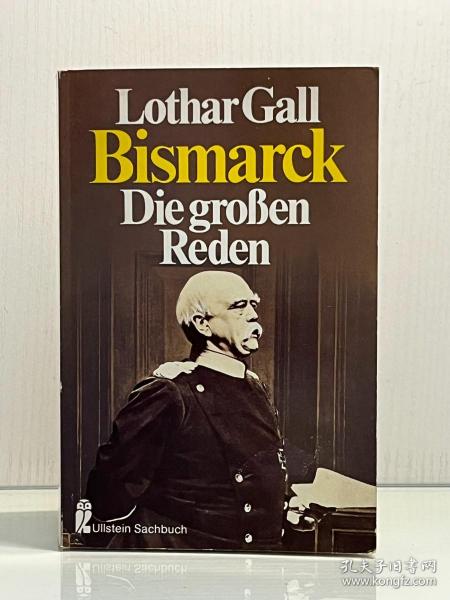 Lothar Gall
Bismarck
Die großen
Reden
Ullstein Sachbuch
孔夫子旧书网
www.kongfz.com